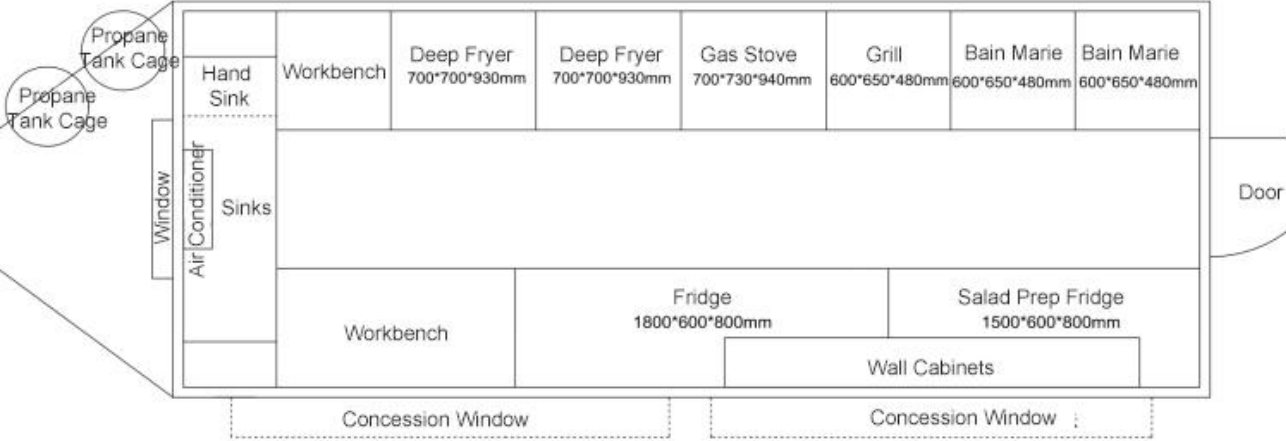 Propane
Tank Cage
Propane
Tank Cage
Hand
Sink
Workbench
Deep Fryer
700*700*930mm
Deep Fryer
700*700*930mm
Gas Stove
700*730*940mm
Grill
600*650*480mm
Bain Marie
600*650*480mm
Bain Marie
600*650*480mm
Window
Air Conditioner
Sinks
Door
Workbench
Fridge
1800*600*800mm
Salad Prep Fridge
1500*600*800mm
Wall Cabinets
Concession Window
Concession Window